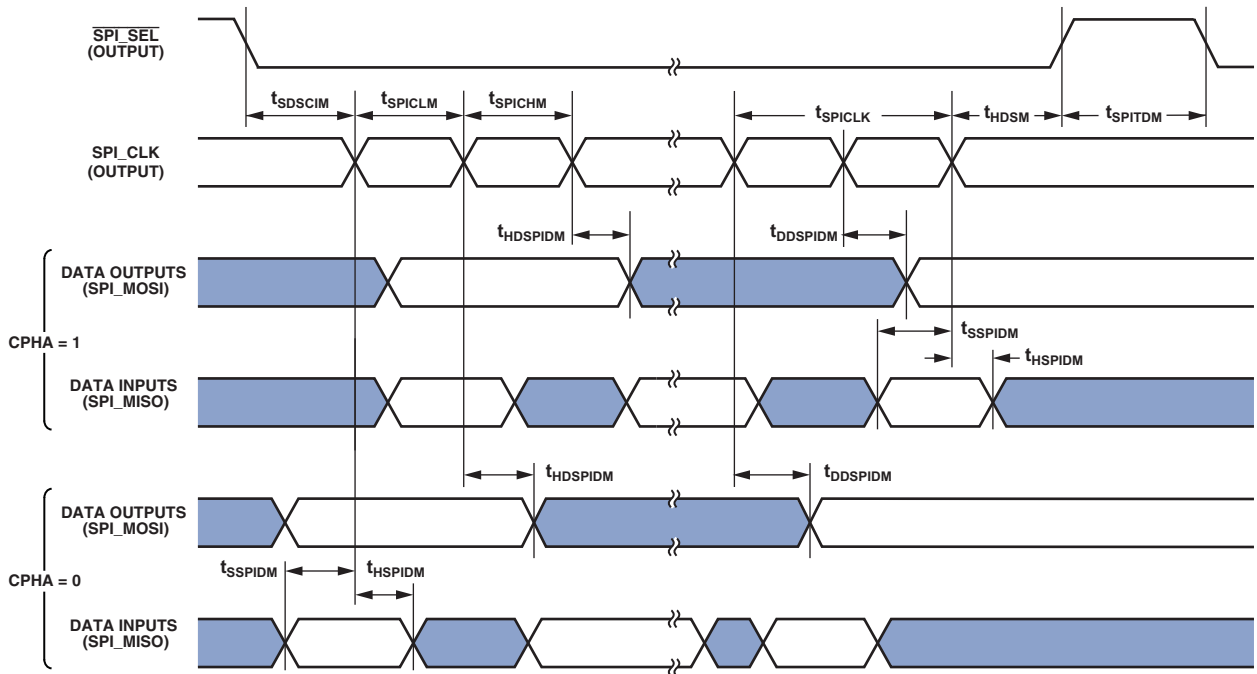 SPI_SEL
(OUTPUT)
tSDSCIM
tSPICLM
tSPICHM
tSPICLK
tHDSM
tSPITDM
SPI_CLK
(OUTPUT)
tHDSPIDM
tDDSPIDM
CPHA = 1
DATA OUTPUTS
(SPI_MOSI)
tSSPIDM
tHSPIDM
DATA INPUTS
(SPI_MISO)
tHDSPIDM
tDDSPIDM
CPHA = 0
DATA OUTPUTS
(SPI_MOSI)
tSSPIDM
tHSPIDM
DATA INPUTS
(SPI_MISO)